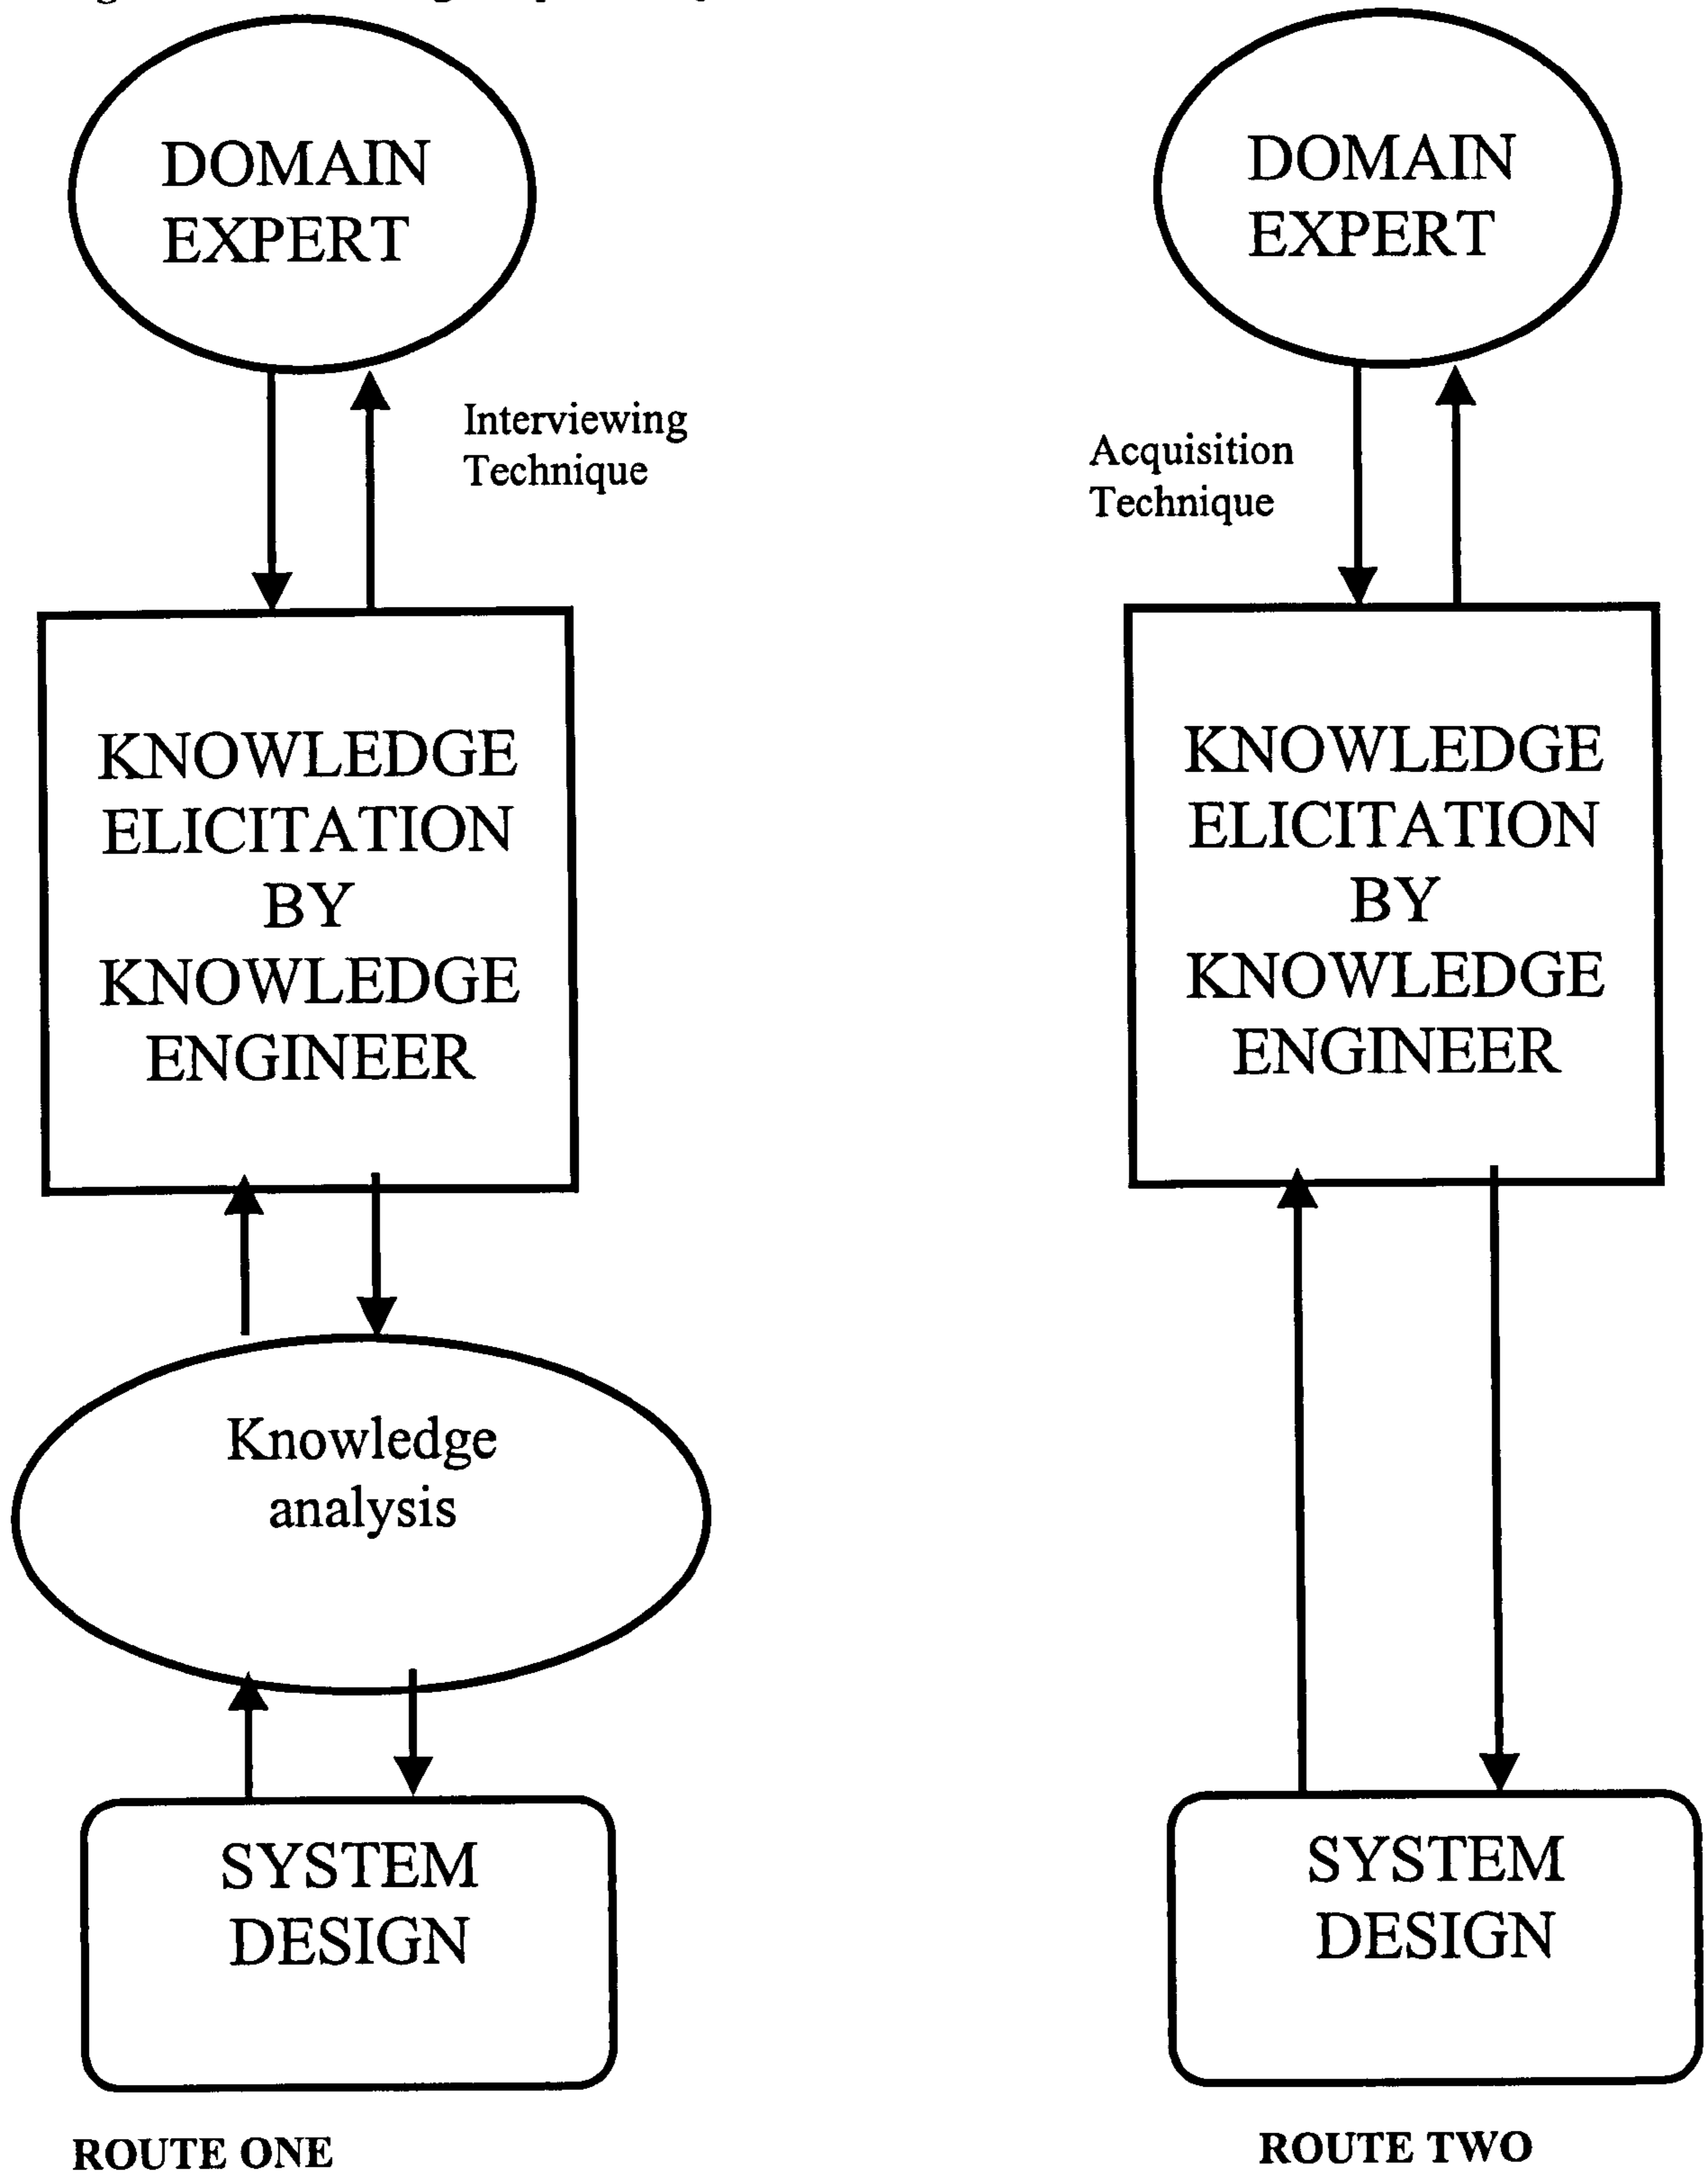 DOMAIN
EXPERT
Interviewing
Technique
KNOWLEDGE
ELICITATION
BY
KNOWLEDGE
ENGINEER
Knowledge
analysis
SYSTEM
DESIGN
ROUTE ONE
DOMAIN
EXPERT
Acquisition
Technique
KNOWLEDGE
ELICITATION
BY
KNOWLEDGE
ENGINEER
SYSTEM
DESIGN
ROUTE TWO